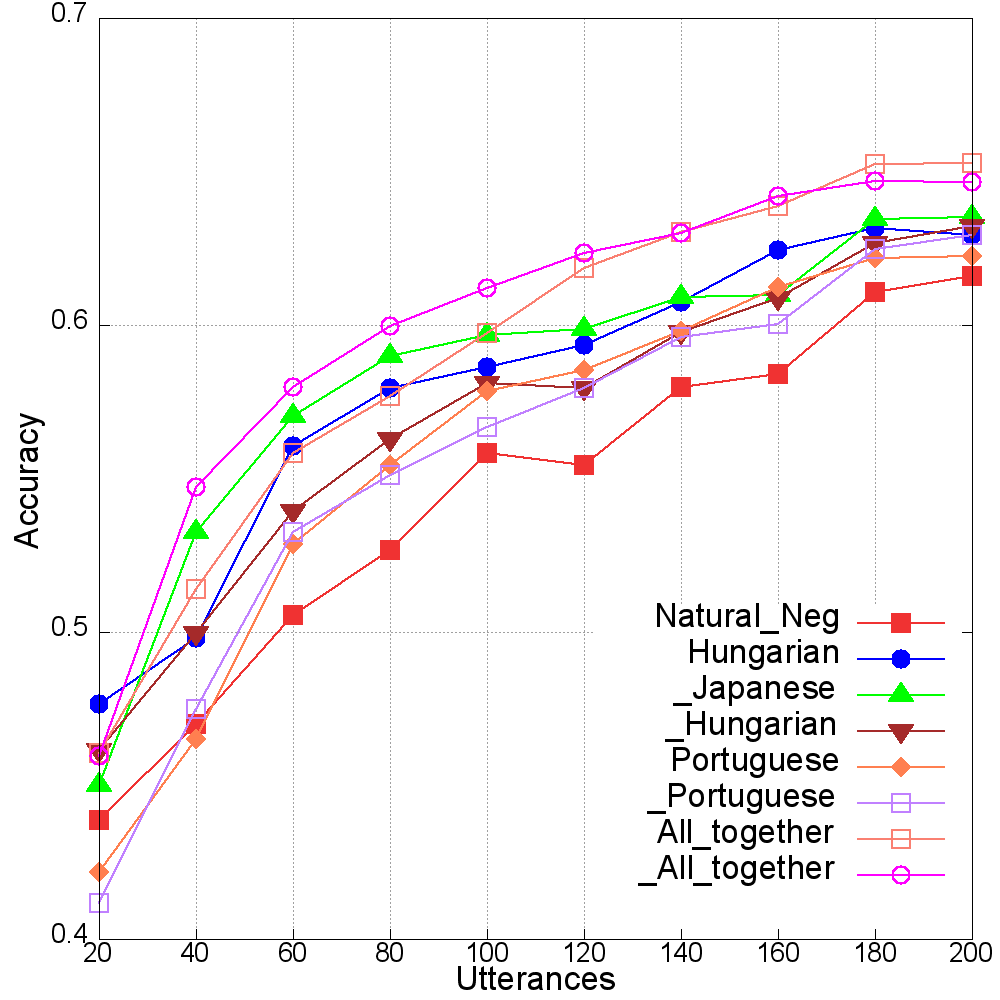 0.7
0.6
0.5
0.4
Accuracy
Natural_Neg
Hungarian
_Japanese
_Hungarian
Portuguese
_Portuguese
All_together
_All_together
20 40 60 80 100 120 140 160 180 200
Utterances